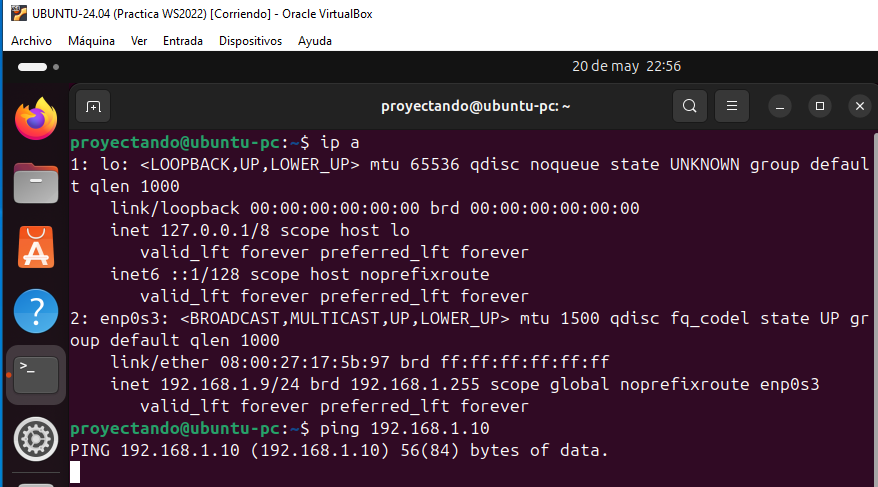 UBUNTU-24.04 (Practica WS2022) [Corriendo] - Oracle VirtualBox
Archivo Máquina Ver Entrada Dispositivos Ayuda
20 de may 22:56
proyectando@ubuntu-pc: ~
proyectando@ubuntu-pc:~$ ip a
1: lo: <LOOPBACK,UP,LOWER_UP> mtu 65536 qdisc noqueue state UNKNOWN group defaul
t qlen 1000
    link/loopback 00:00:00:00:00:00 brd 00:00:00:00:00:00
    inet 127.0.0.1/8 scope host lo
       valid_lft forever preferred_lft forever
    inet6 ::1/128 scope host noprefixroute
       valid_lft forever preferred_lft forever
2: enp0s3: <BROADCAST,MULTICAST,UP,LOWER_UP> mtu 1500 qdisc fq_codel state UP gr
oup default qlen 1000
    link/ether 08:00:27:17:5b:97 brd ff:ff:ff:ff:ff:ff
    inet 192.168.1.9/24 brd 192.168.1.255 scope global noprefixroute enp0s3
       valid_lft forever preferred_lft forever
proyectando@ubuntu-pc:~$ ping 192.168.1.10
PING 192.168.1.10 (192.168.1.10) 56(84) bytes of data.